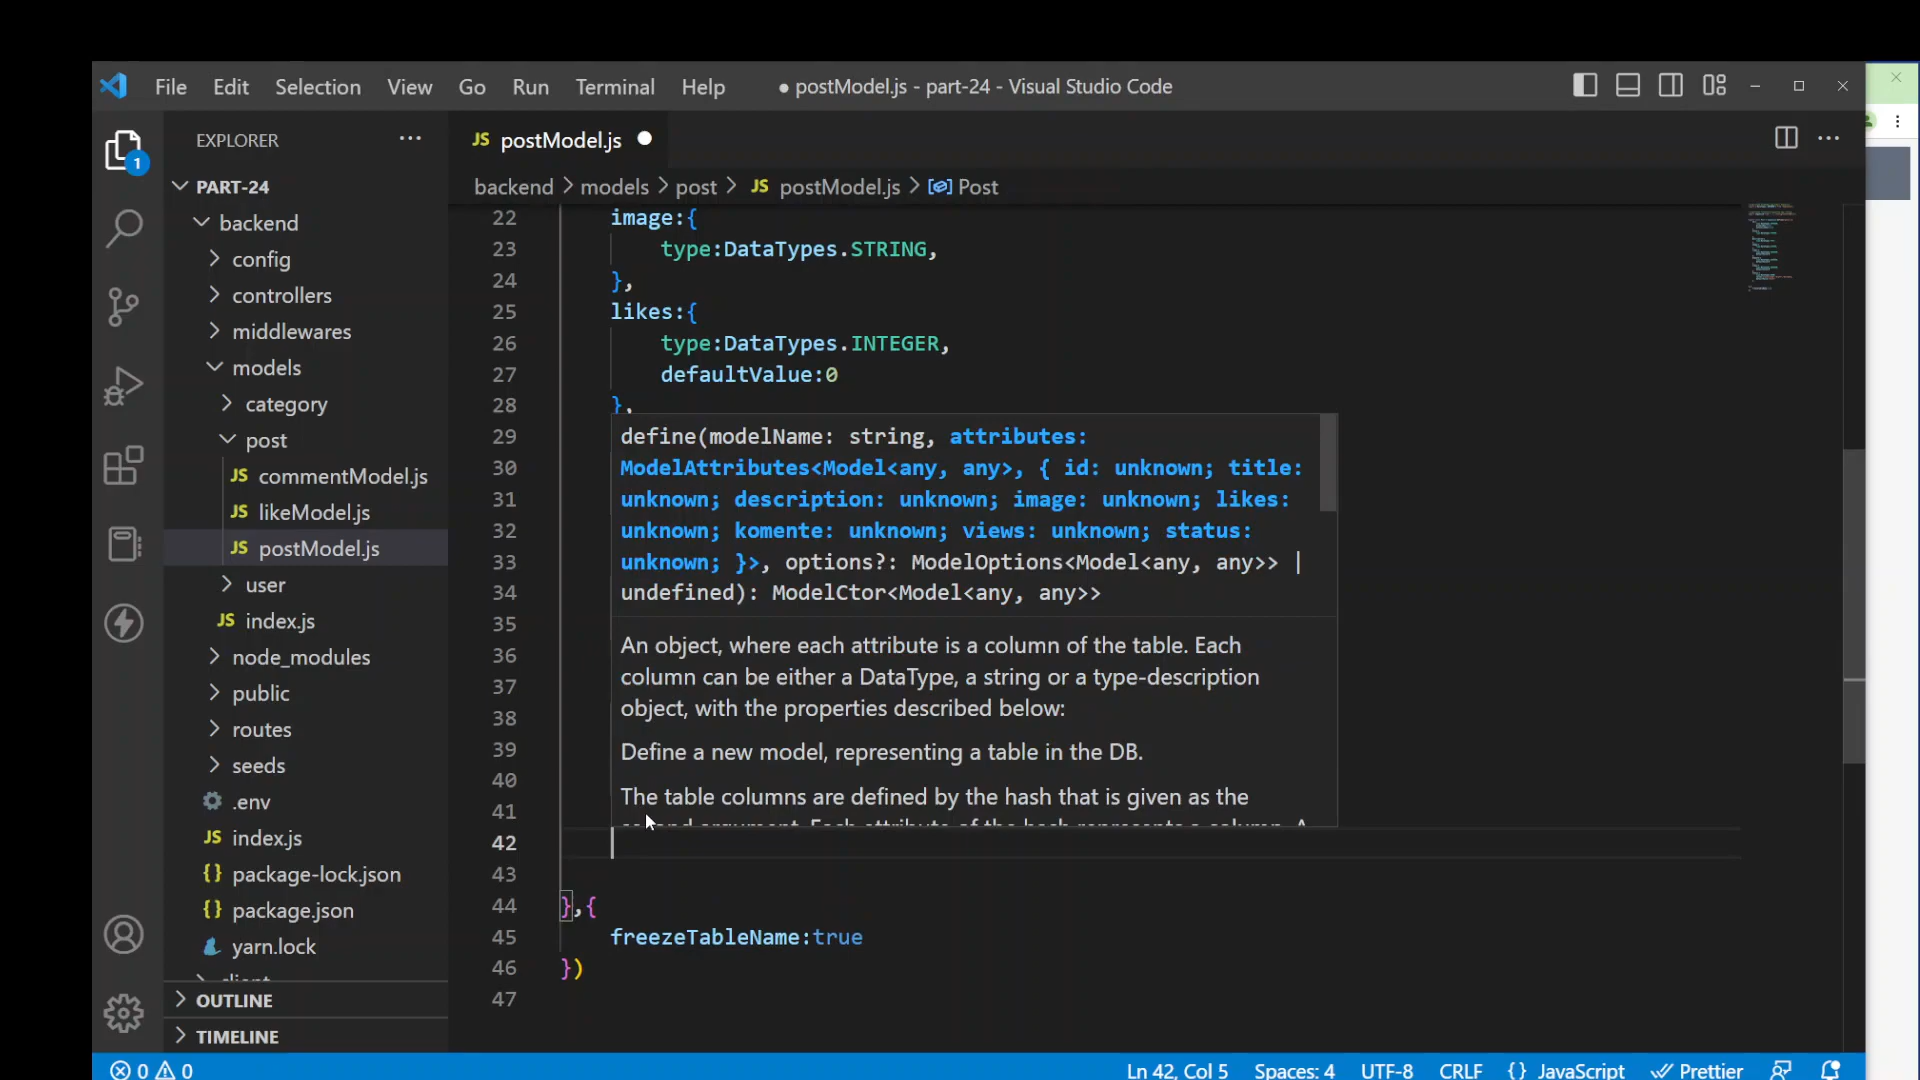 File Edit Selection View Go Run Terminal Help ● postModel.js - part-24 - Visual Studio Code
EXPLORER
JS postModel.js
1
PART-24
backend > models > post > JS postModel.js > Post
backend
config
controllers
middlewares
models
category
post
JS commentModel.js
JS likeModel.js
JS postModel.js
user
JS index.js
node_modules
public
routes
seeds
.env
JS index.js
{} package-lock.json
{} package.json
yarn.lock
OUTLINE
TIMELINE
22 image:{
23 type:DataTypes.STRING,
24 },
25 likes:{
26 type:DataTypes.INTEGER,
27 defaultValue:0
28 },
29
30
31
32
33
34
35
36
37
38
39
40
41
42
43
44 },{
45 freezeTableName:true
46 })
47
define(modelName: string, attributes:
ModelAttributes<Model<any, any>, { id: unknown; title:
unknown; description: unknown; image: unknown; likes:
unknown; komente: unknown; views: unknown; status:
unknown; }>, options?: ModelOptions<Model<any, any>> |
undefined): ModelCtor<Model<any, any>>
An object, where each attribute is a column of the table. Each
column can be either a DataType, a string or a type-description
object, with the properties described below:
Define a new model, representing a table in the DB.
The table columns are defined by the hash that is given as the
0 0 Ln 42, Col 5 Spaces: 4 UTF-8 CRLF {} JavaScript Prettier